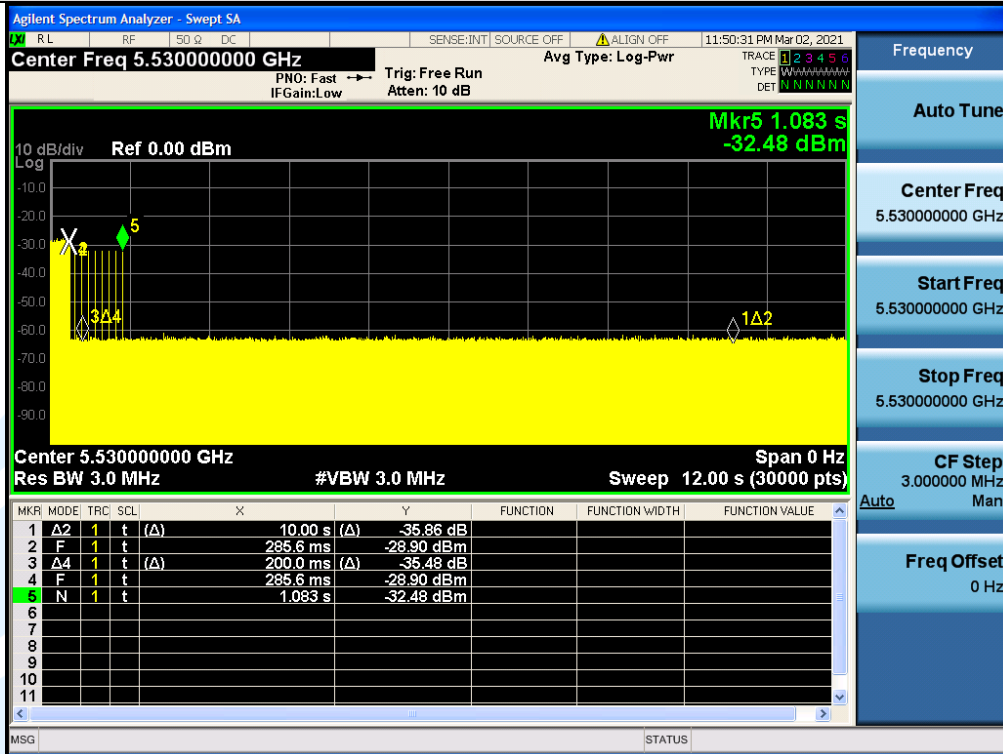 Agilent Spectrum Analyzer - Swept SA
LXI RL RF 50 Ω DC SENSE:INT SOURCE OFF ALIGN OFF 11:50:31 PM Mar 02, 2021
Center Freq 5.530000000 GHz
PNO: Fast
IFGain:Low
Trig: Free Run
Atten: 10 dB
Avg Type: Log-Pwr
TRACE 1 2 3 4 5 6
TYPE W
DET N N N N N N
Mkr5 1.083 s
-32.48 dBm
10 dB/div Ref 0.00 dBm
Log
-10.0
-20.0
-30.0
-40.0
-50.0
-60.0
-70.0
-80.0
-90.0
5
3Δ4
1Δ2
Center 5.530000000 GHz Span 0 Hz
Res BW 3.0 MHz #VBW 3.0 MHz Sweep 12.00 s (30000 pts)
MKR MODE TRC SCL X Y FUNCTION FUNCTION WIDTH FUNCTION VALUE
1 Δ2 1 t (Δ) 10.00 s (Δ) -35.86 dB
2 F 1 t 285.6 ms -28.90 dBm
3 Δ4 1 t (Δ) 200.0 ms (Δ) -35.48 dB
4 F 1 t 285.6 ms -28.90 dBm
5 N 1 t 1.083 s -32.48 dBm
6
7
8
9
10
11
MSG STATUS
Frequency
Auto Tune
Center Freq
5.530000000 GHz
Start Freq
5.530000000 GHz
Stop Freq
5.530000000 GHz
CF Step
3.000000 MHz
Auto Man
Freq Offset
0 Hz